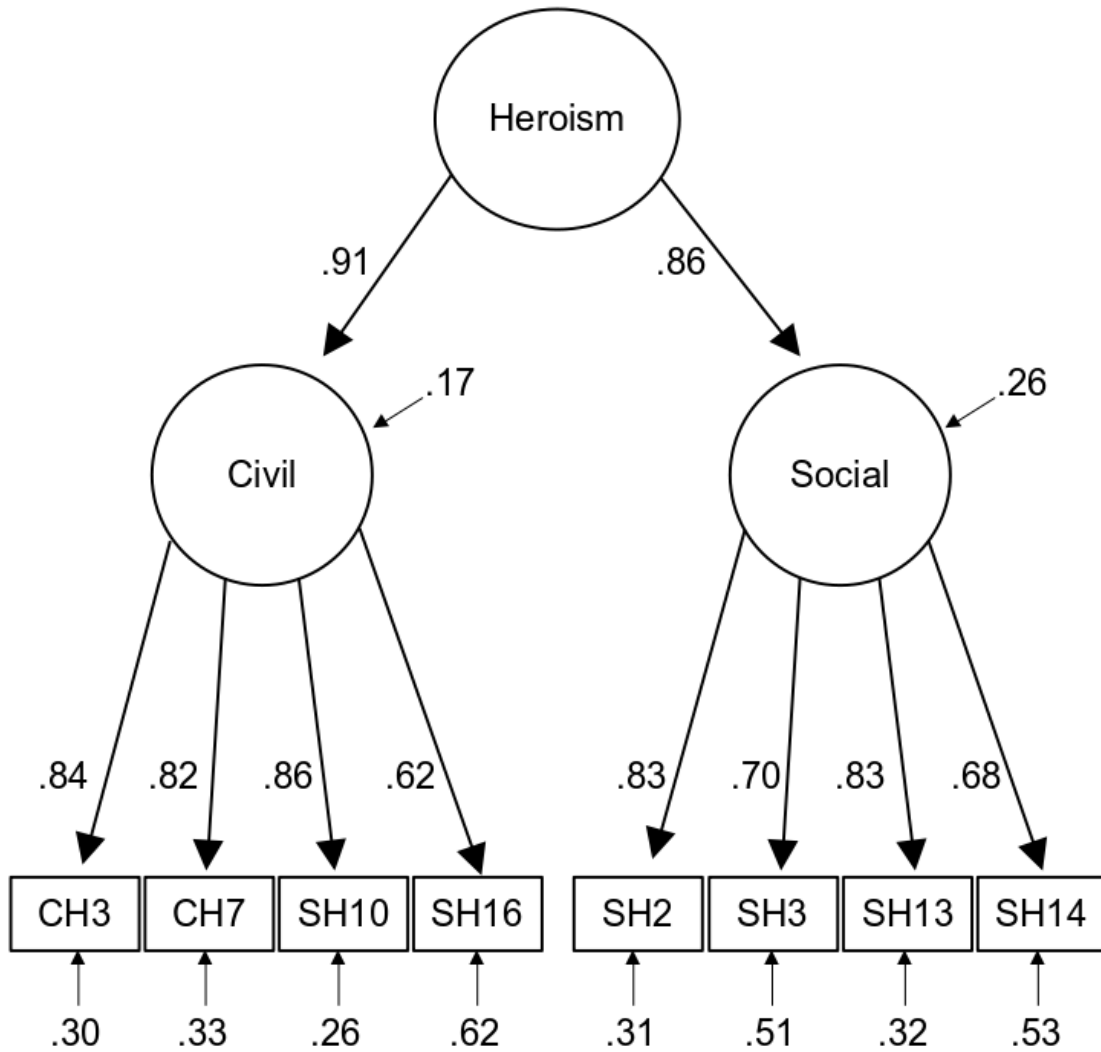 Heroism
.91 .86
.17 .26
Civil Social
.84 .82 .86 .62 .83 .70 .83 .68
CH3 CH7 SH10 SH16 SH2 SH3 SH13 SH14
.30 .33 .26 .62 .31 .51 .32 .53